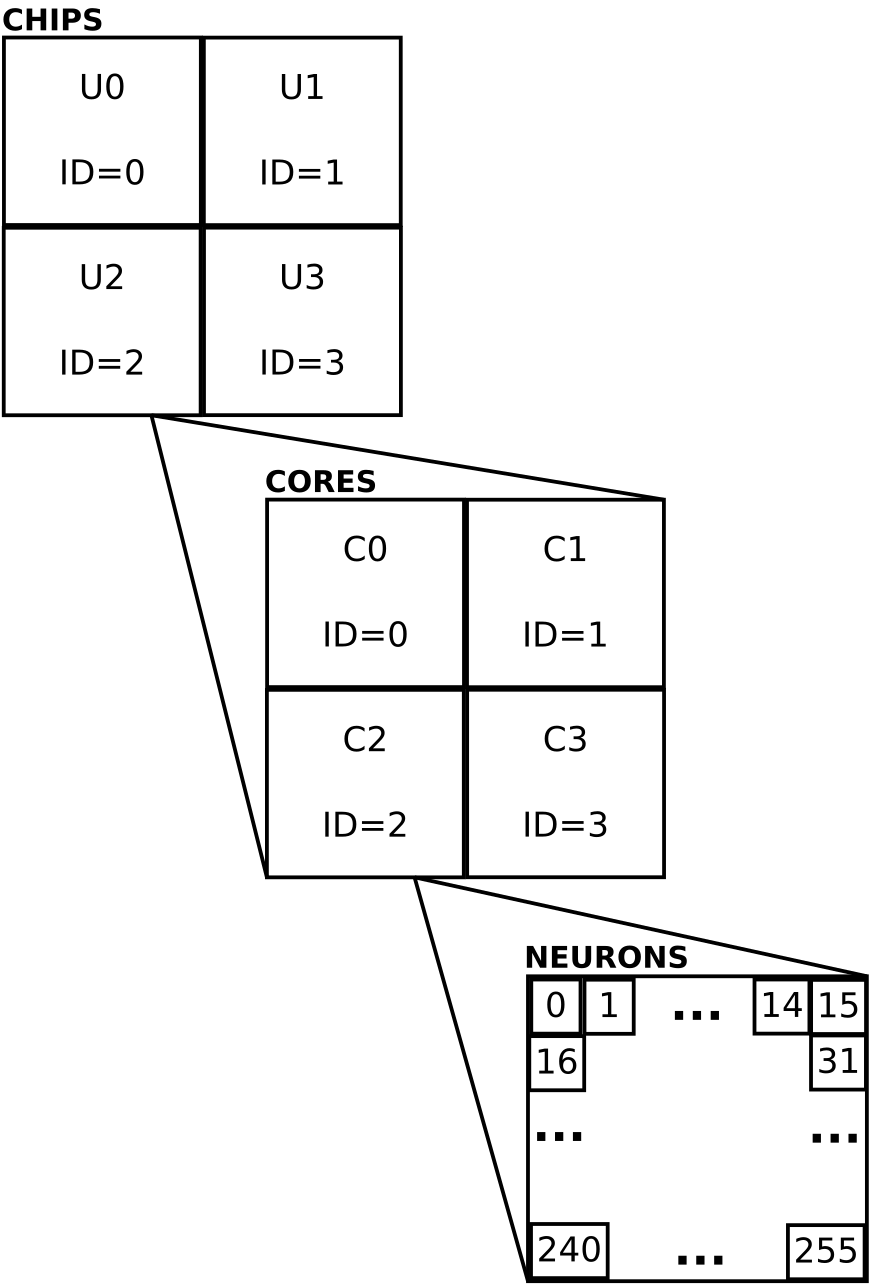 CHIPS
U0 U1
ID=0 ID=1
U2 U3
ID=2 ID=3
CORES
C0 C1
ID=0 ID=1
C2 C3
ID=2 ID=3
NEURONS
0 1 ... 14 15
16 31
... ...
240 ... 255